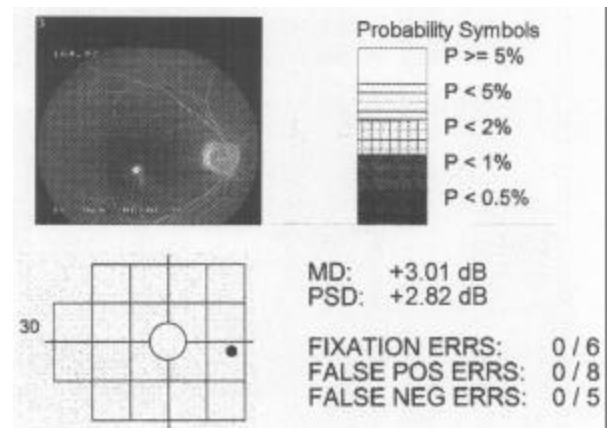 Probability Symbols
P >= 5%
P < 5%
P < 2%
P < 1%
P < 0.5%
30
MD: +3.01 dB
PSD: +2.82 dB
FIXATION ERRS: 0 / 6
FALSE POS ERRS: 0 / 8
FALSE NEG ERRS: 0 / 5